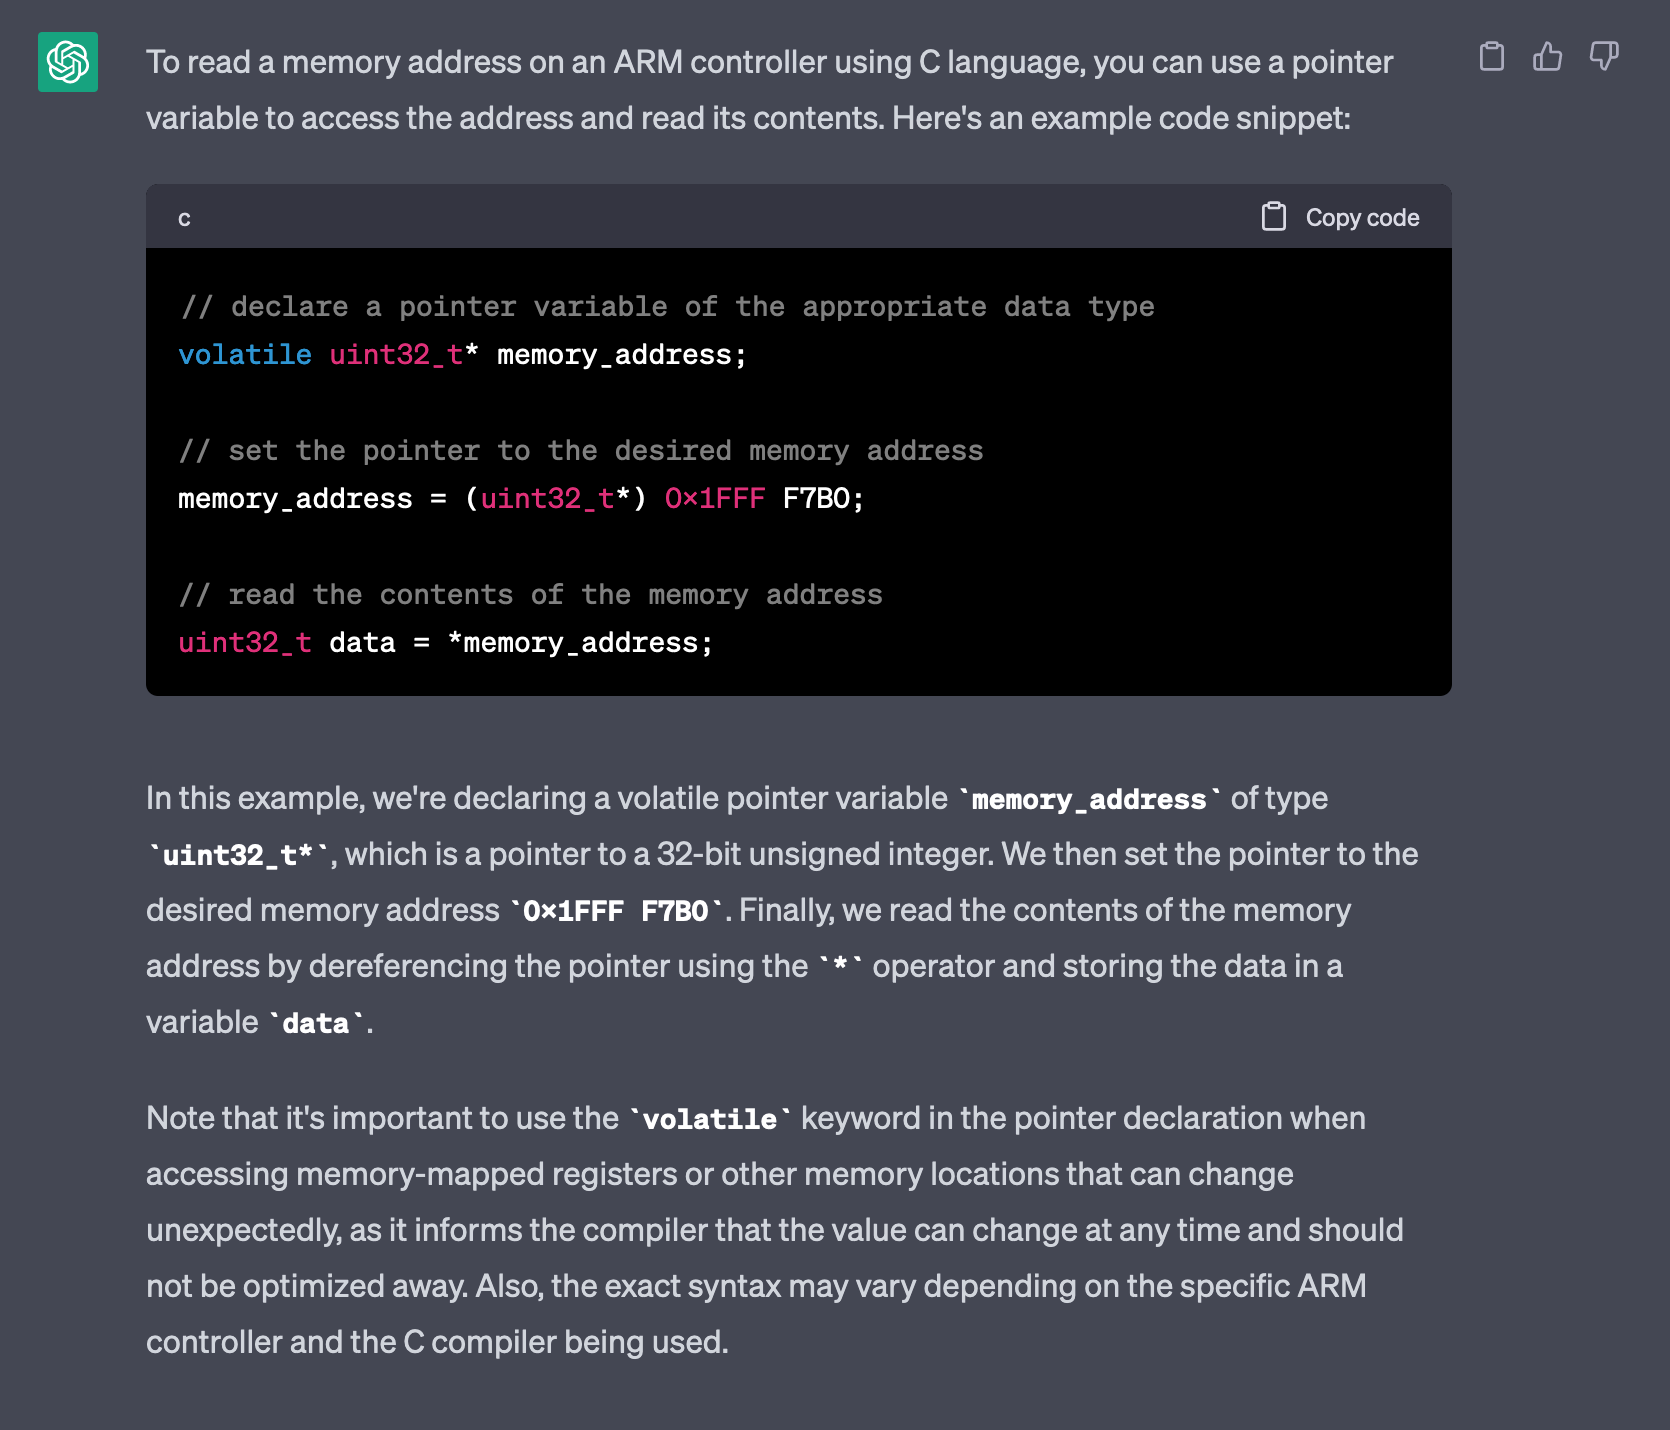 To read a memory address on an ARM controller using C language, you can use a pointer
variable to access the address and read its contents. Here's an example code snippet:
c
Copy code
// declare a pointer variable of the appropriate data type
volatile uint32_t* memory_address;
// set the pointer to the desired memory address
memory_address = (uint32_t*) 0x1FFF F7B0;
// read the contents of the memory address
uint32_t data = *memory_address;
In this example, we're declaring a volatile pointer variable `memory_address` of type
`uint32_t*`, which is a pointer to a 32-bit unsigned integer. We then set the pointer to the
desired memory address `0x1FFF F7B0`. Finally, we read the contents of the memory
address by dereferencing the pointer using the `*` operator and storing the data in a
variable `data`.
Note that it's important to use the `volatile` keyword in the pointer declaration when
accessing memory-mapped registers or other memory locations that can change
unexpectedly, as it informs the compiler that the value can change at any time and should
not be optimized away. Also, the exact syntax may vary depending on the specific ARM
controller and the C compiler being used.